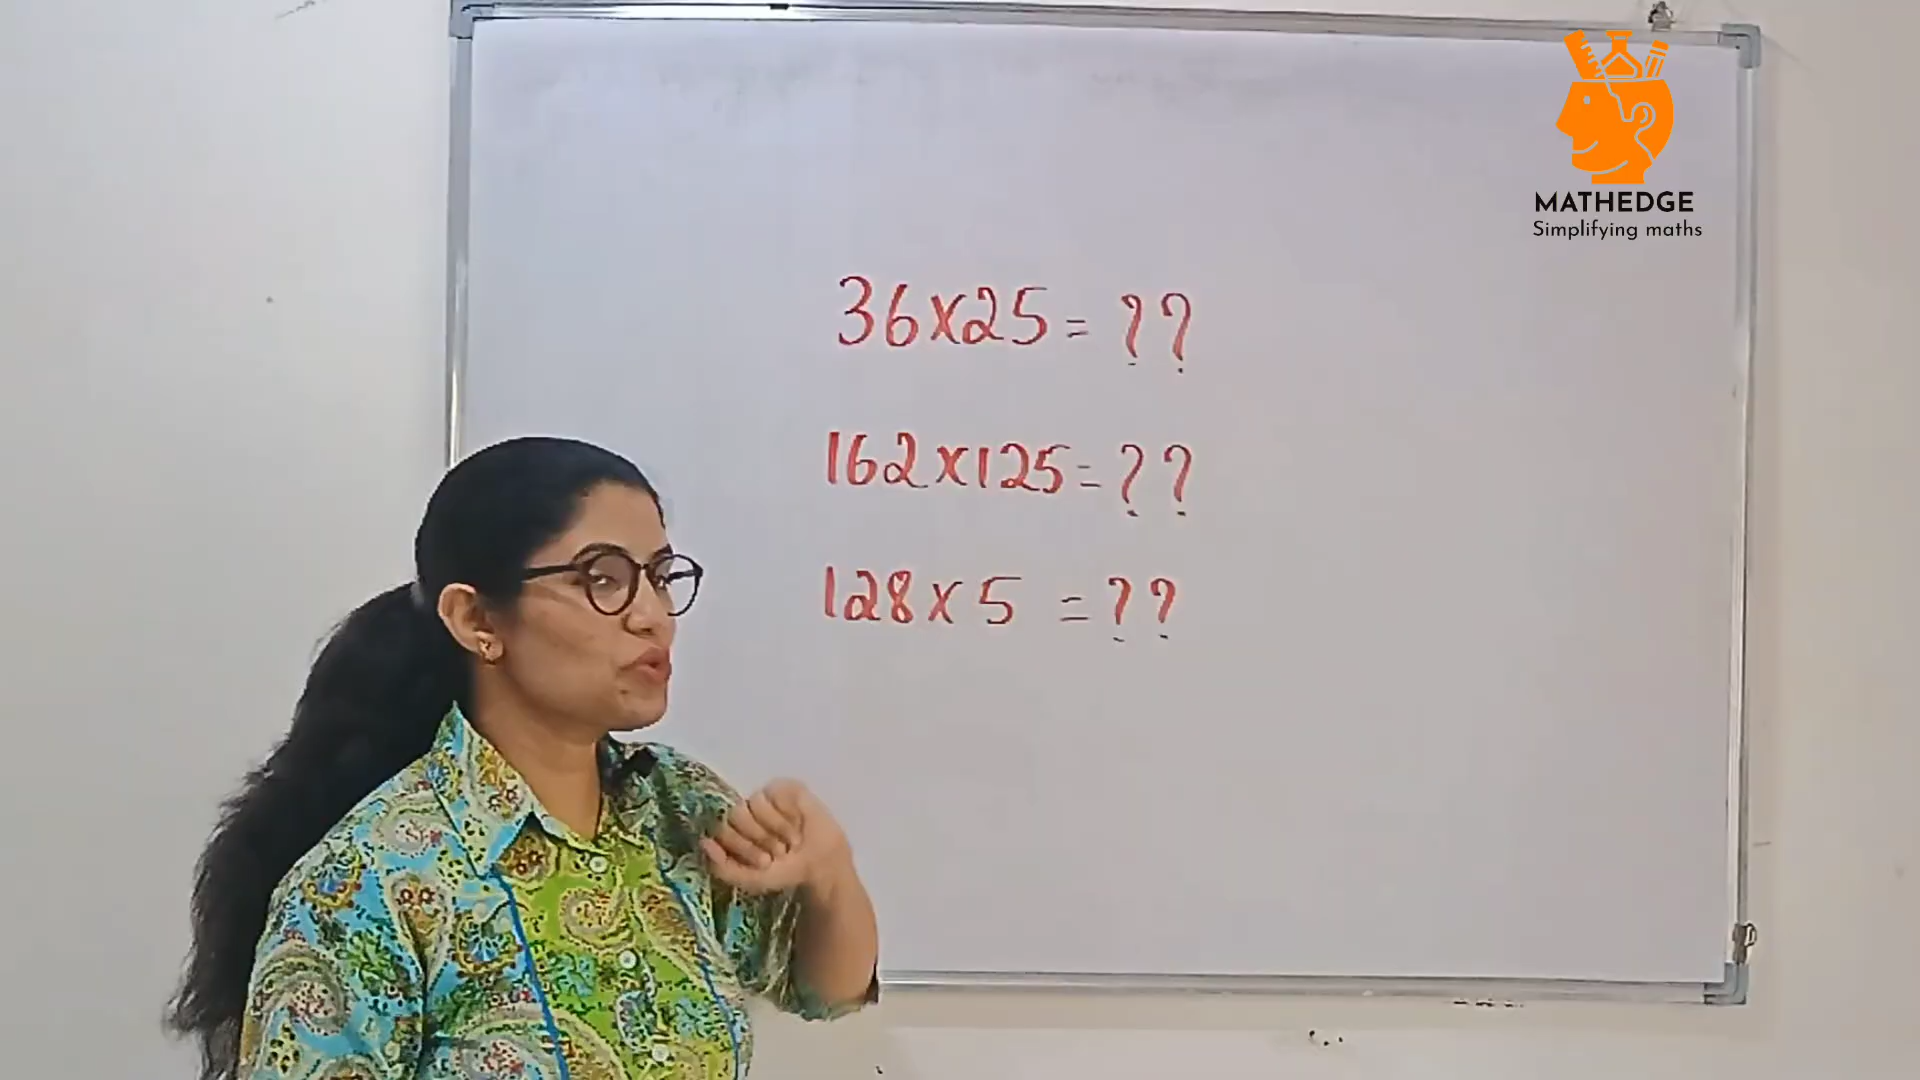 MATHEDGE
Simplifying maths
36x25= ??
162x125=??
128x5 =??